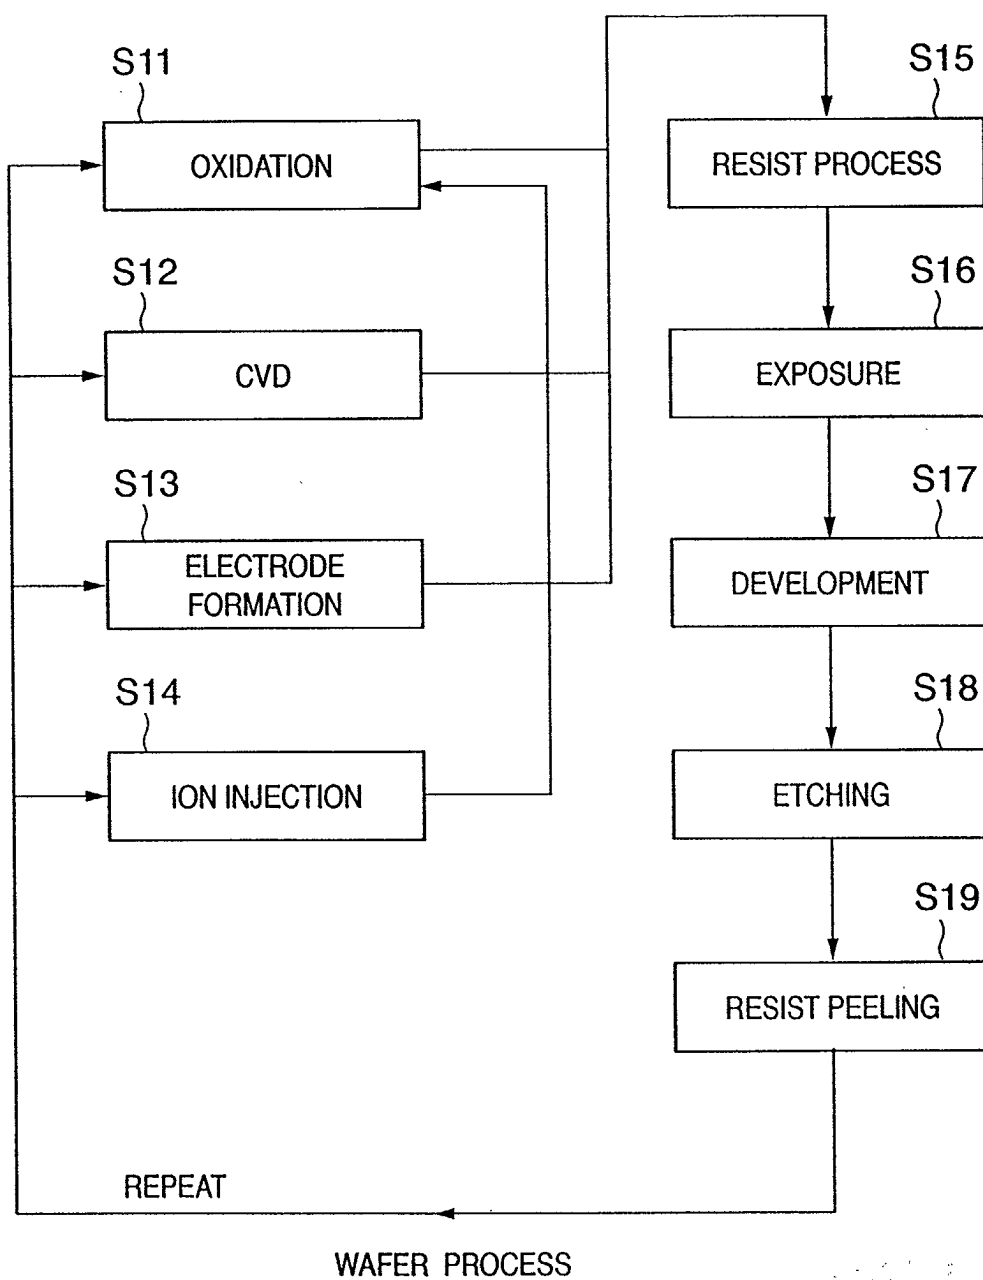 S11
OXIDATION
S12
CVD
S13
ELECTRODE
FORMATION
S14
ION INJECTION
S15
RESIST PROCESS
S16
EXPOSURE
S17
DEVELOPMENT
S18
ETCHING
S19
RESIST PEELING
REPEAT
WAFER PROCESS